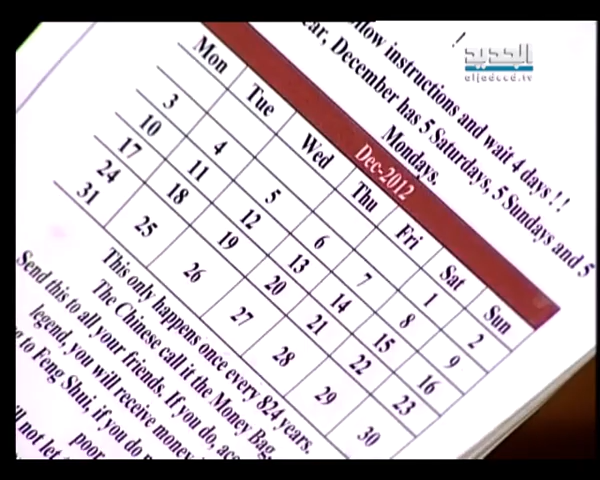 الجديد
aljadeed.tv
!
llow instructions and wait 4 days ! !
ear, December has 5 Saturdays, 5 Sundays and 5
Mondays.
Dec-2012
Mon Tue Wed Thu Fri Sat Sun
1 2
3 4 5 6 7 8 9
10 11 12 13 14 15 16
17 18 19 20 21 22 23
24 25 26 27 28 29 30
31
This only happens once every 824 years.
The Chinese call it the Money Bag.
Send this to all your friends. If you do, acc
legend, you will receive money
g to Feng Shui, if you do
ll not let
poor